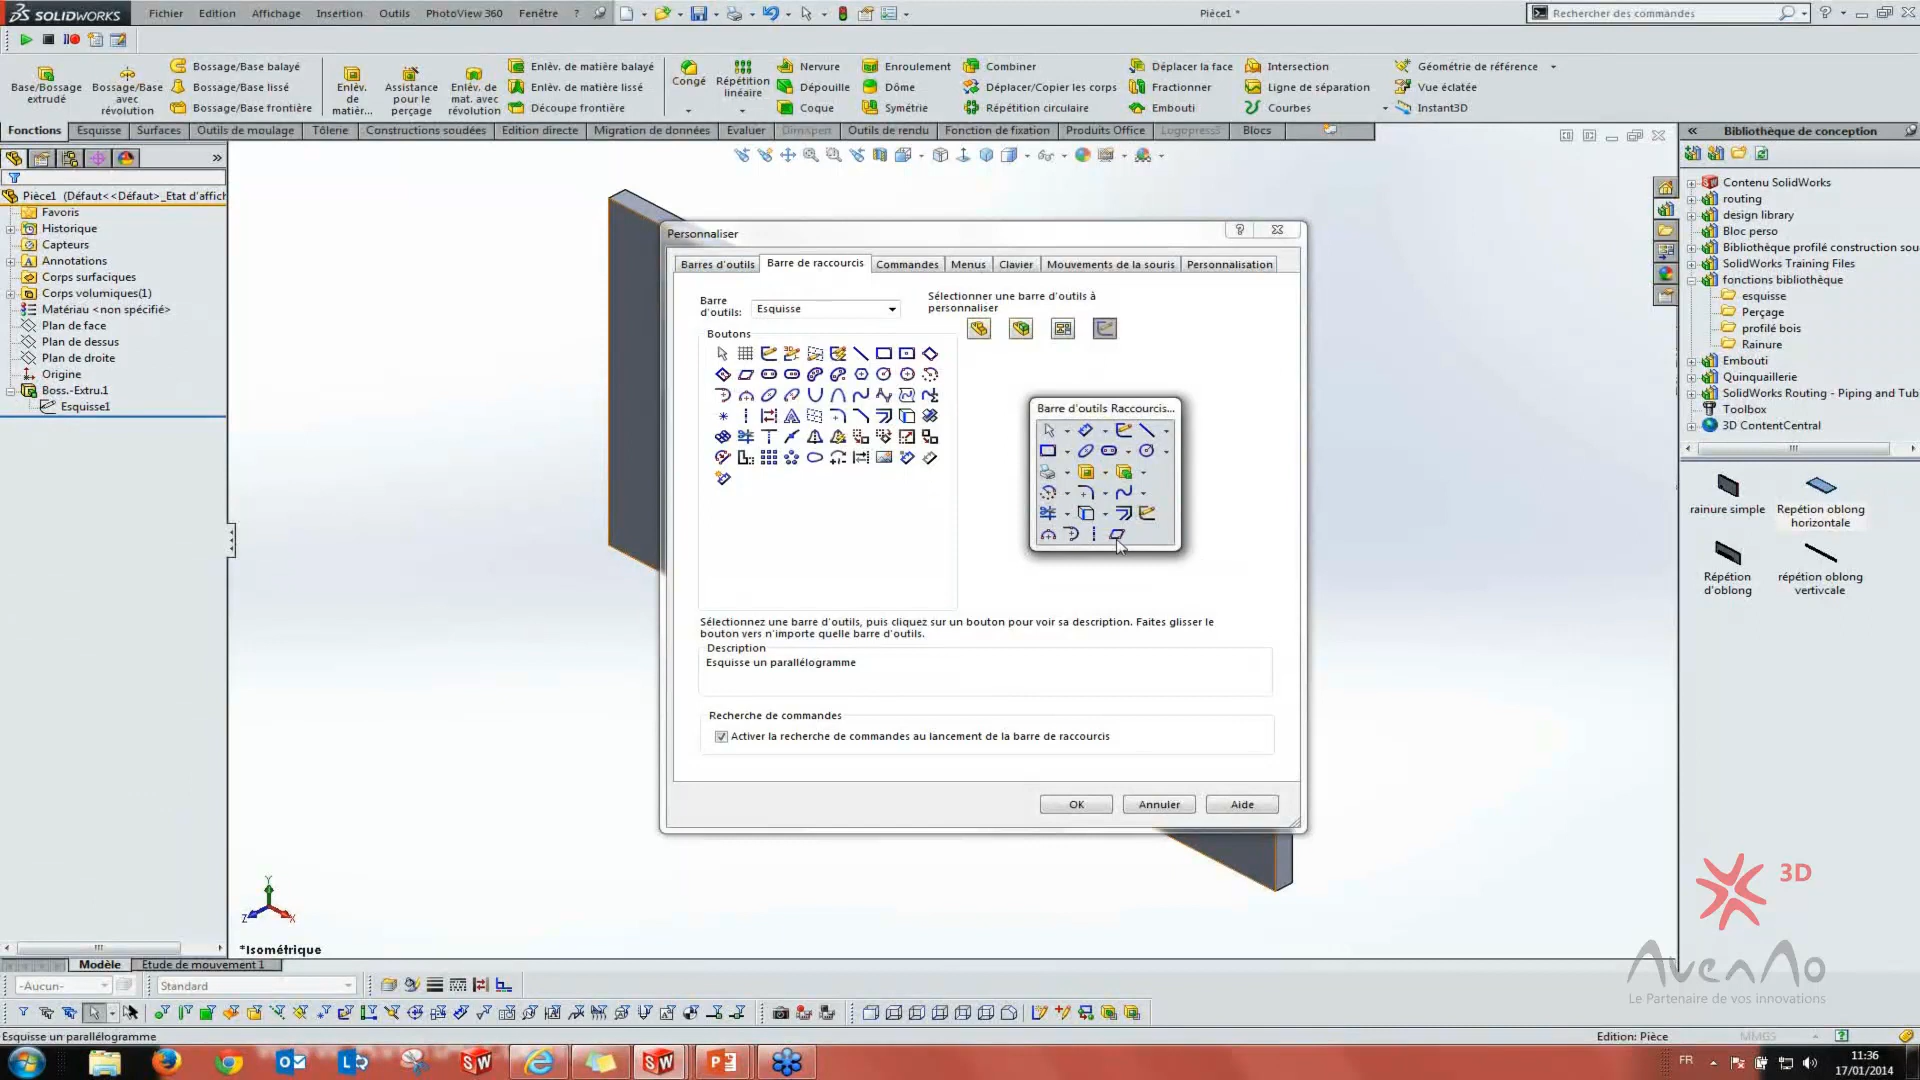 SOLIDWORKS Fichier Edition Affichage Insertion Outils PhotoView 360 Fenêtre ? Pièce1 * Rechercher des commandes
Base/Bossage extrudé
Bossage/Base avec révolution
Bossage/Base balayé
Bossage/Base lissé
Bossage/Base frontière
Enlèv. de matièr...
Assistance pour le perçage
Enlèv. de mat. avec révolution
Enlèv. de matière balayé
Enlèv. de matière lissé
Découpe frontière
Congé
Répétition linéaire
Nervure
Dépouille
Coque
Enroulement
Dôme
Symétrie
Combiner
Déplacer/Copier les corps
Répétition circulaire
Déplacer la face
Fractionner
Embouti
Intersection
Ligne de séparation
Courbes
Géométrie de référence
Vue éclatée
Instant3D
Fonctions Esquisse Surfaces Outils de moulage Tôlerie Constructions soudées Edition directe Migration de données Evaluer DimXpert Outils de rendu Fonction de fixation Produits Office Logopress3 Blocs
Pièce1 (Défaut<<Défaut>_Etat d'affich
Favoris
Historique
Capteurs
Annotations
Corps surfaciques
Corps volumiques(1)
Matériau <non spécifié>
Plan de face
Plan de dessus
Plan de droite
Origine
Boss.-Extru.1
Esquisse1
Personnaliser
Barres d'outils Barre de raccourcis Commandes Menus Clavier Mouvements de la souris Personnalisation
Barre d'outils:
Esquisse
Sélectionner une barre d'outils à
personnaliser
Boutons
Barre d'outils Raccourcis...
Sélectionnez une barre d'outils, puis cliquez sur un bouton pour voir sa description. Faites glisser le
bouton vers n'importe quelle barre d'outils.
Description
Esquisse un parallélogramme
Recherche de commandes
Activer la recherche de commandes au lancement de la barre de raccourcis
OK Annuler Aide
Bibliothèque de conception
Contenu SolidWorks
routing
design library
Bloc perso
Bibliothèque profilé construction sou
SolidWorks Training Files
fonctions bibliothèque
esquisse
Perçage
profilé bois
Rainure
Embouti
Quinquaillerie
SolidWorks Routing - Piping and Tub
Toolbox
3D ContentCentral
rainure simple
Repétion oblong
horizontale
Répétion
d'oblong
répétion oblong
vertivcale
Y
Z
X
*Isométrique
Modèle Etude de mouvement 1
-Aucun- Standard
3D
AvenAo
Le Partenaire de vos innovations
Esquisse un parallélogramme Edition: Pièce MMGS
FR 11:36
17/01/2014